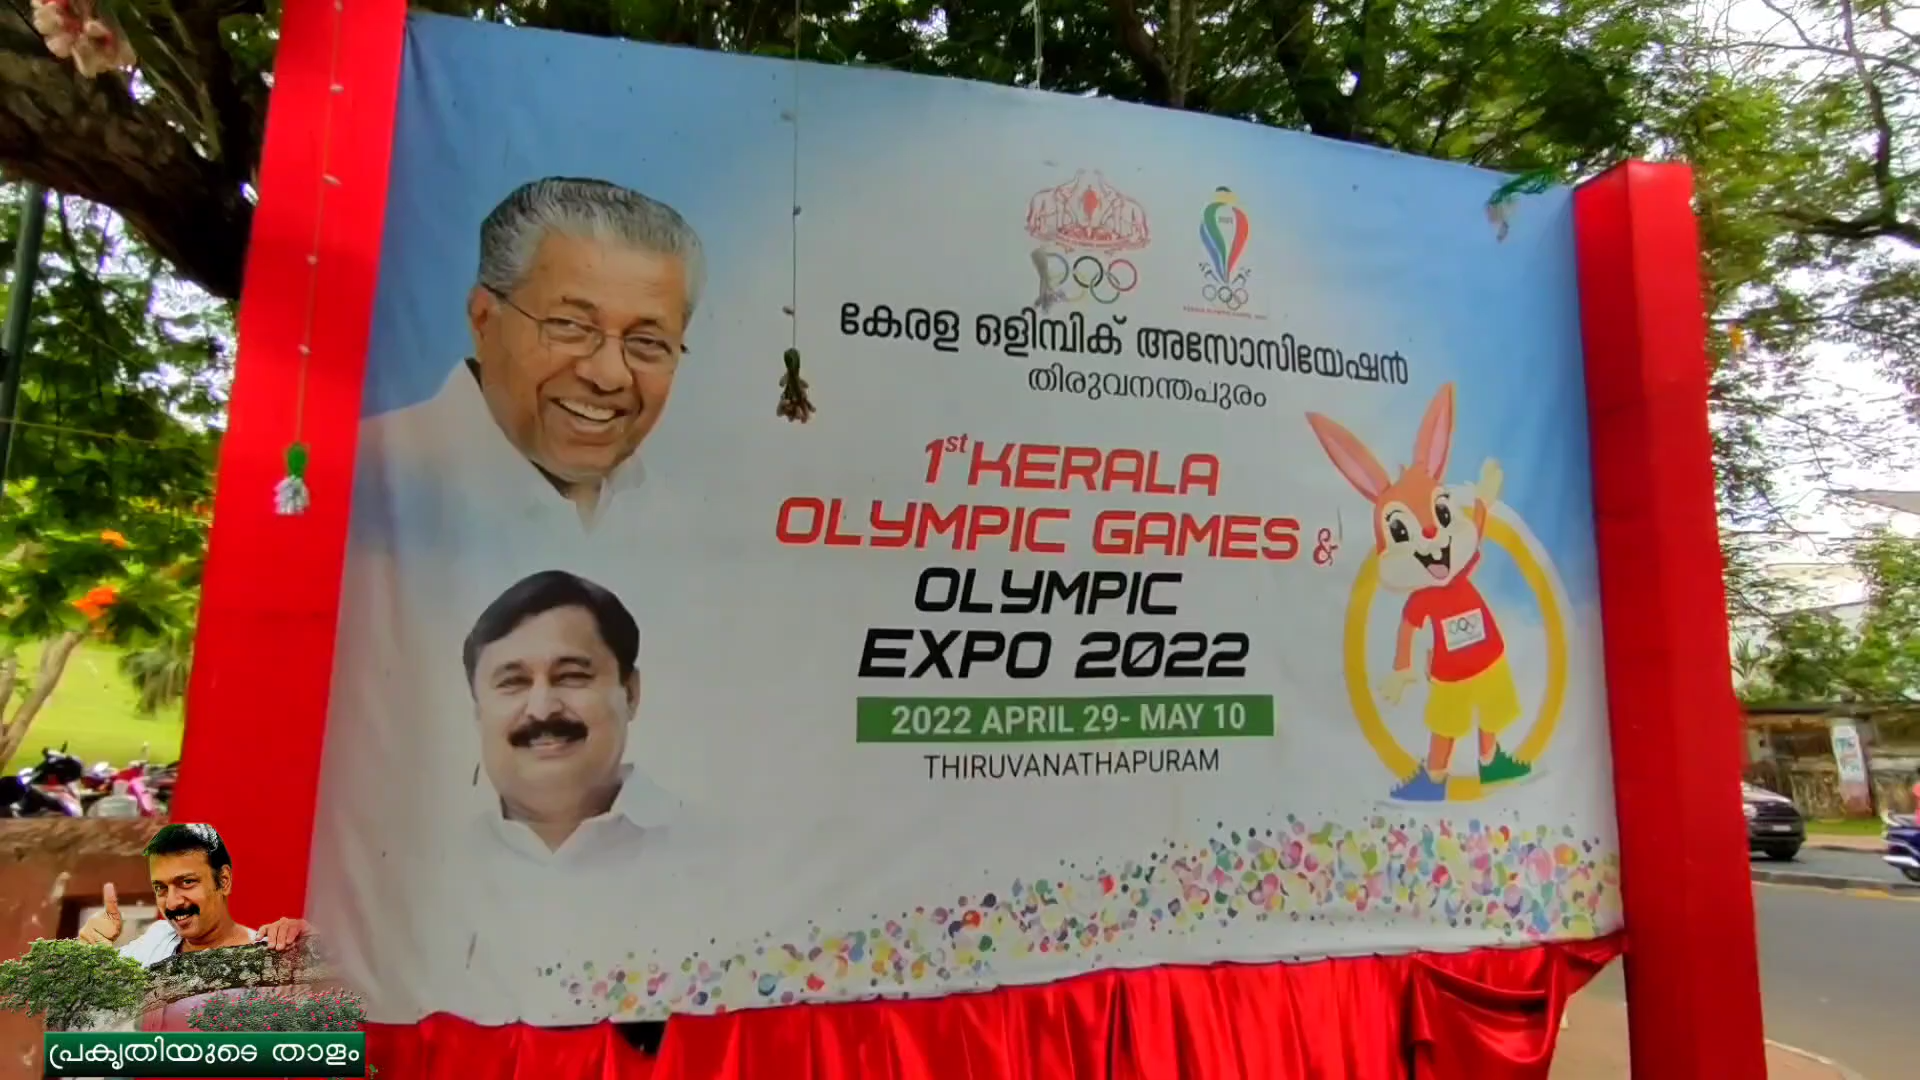 കേരള ഒളിമ്പിക് അസോസിയേഷൻ
തിരുവനന്തപുരം
1st KERALA
OLYMPIC GAMES &
OLYMPIC
EXPO 2022
2022 APRIL 29- MAY 10
THIRUVANATHAPURAM
പ്രകൃതിയുടെ താളം